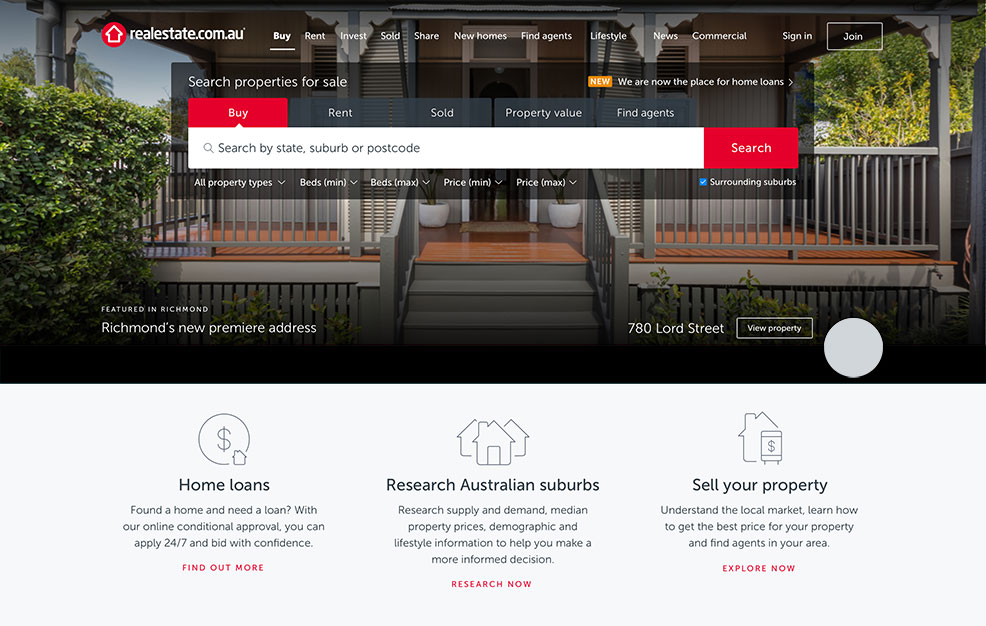 realestate.com.au
Buy Rent Invest Sold Share New homes Find agents Lifestyle News Commercial Sign in Join
Search properties for sale
NEW We are now the place for home loans
Buy Rent Sold Property value Find agents
Search by state, suburb or postcode
Search
All property types Beds (min) Beds (max) Price (min) Price (max) Surrounding suburbs
FEATURED IN RICHMOND
Richmond's new premiere address
780 Lord Street View property
$
$
Home loans
Found a home and need a loan? With
our online conditional approval, you can
apply 24/7 and bid with confidence.
FIND OUT MORE
Research Australian suburbs
Research supply and demand, median
property prices, demographic and
lifestyle information to help you make a
more informed decision.
RESEARCH NOW
Sell your property
Understand the local market, learn how
to get the best price for your property
and find agents in your area.
EXPLORE NOW